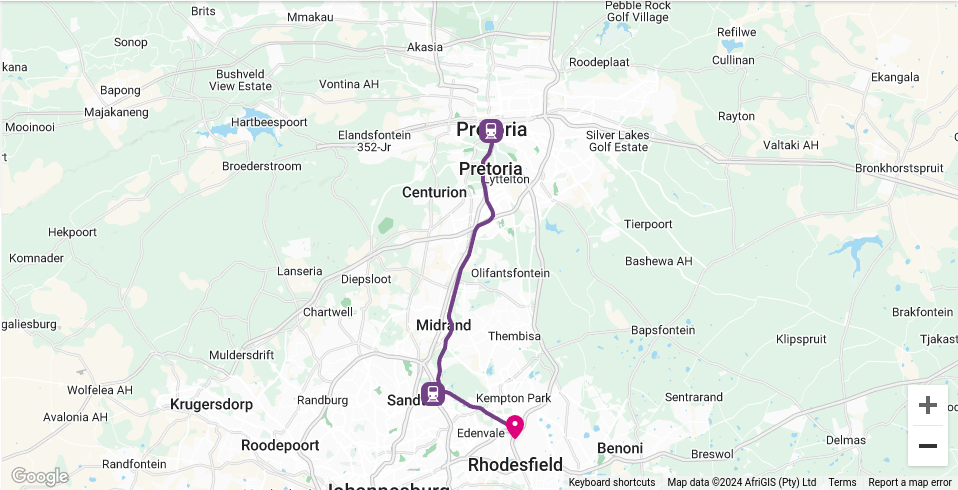 Brits
Mmakau
Pebble Rock
Golf Village
Sonop
Akasia
Refilwe
Cullinan
kana
Bushveld
View Estate
Vontina AH
Roodeplaat
Ekangala
Bapong
Majakaneng
Rayton
Mooinooi
Hartbeespoort
Elandsfontein
352-Jr
Silver Lakes
Golf Estate
Valtaki AH
Broederstroom
Pretoria
Lyttelton
Bronkhorstspruit
Centurion
Hekpoort
Tierpoort
Komnader
Lanseria
Diepsloot
Olifantsfontein
Bashewa AH
galiesburg
Chartwell
Midrand
Thembisa
Bapsfontein
Klipspruit
Brakfontein
Tjakast
Muldersdrift
Wolfelea AH
Krugersdorp
Randburg
Sand
Kempton Park
Sentrarand
Avalonia AH
Roodepoort
Edenvale
Benoni
Delmas
Randfontein
Rhodesfield
Breswol
Google
Johannesburg
Keyboard shortcuts
Map data ©2024 AfriGIS (Pty) Ltd
Terms
Report a map error